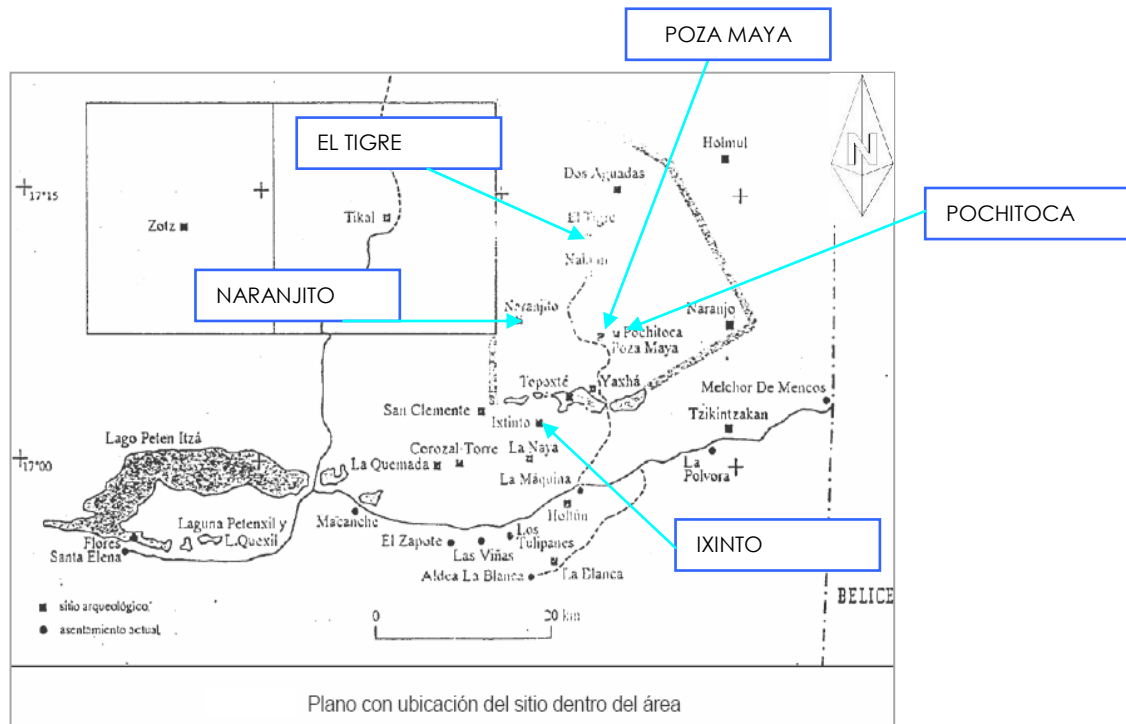 POZA MAYA
EL TIGRE
POCHITOCA
NARANJITO
IXINTO
N
17°15
17°00
Holmul
Dos Aguadas
El Tigre
Zotz
Tikal
Naranjito
Naranjo
Pochitoca
Poza Maya
Topoxté
Yaxhá
Melchor De Mencos
San Clemente
Ixtinto
Tzikintzakan
Lago Peten Itzá
Corozal-Torre
La Naya
La Quemada
La Máquina
La Polvora
Holtún
Macanche
Laguna Petenxil y
L.Quexil
Flores
Santa Elena
El Zapote
Las Viñas
Los
Tulipanes
Aldea La Blanca
La Blanca
BELICE
sitio arqueológico
asentamiento actual
0
20 km
Plano con ubicación del sitio dentro del área